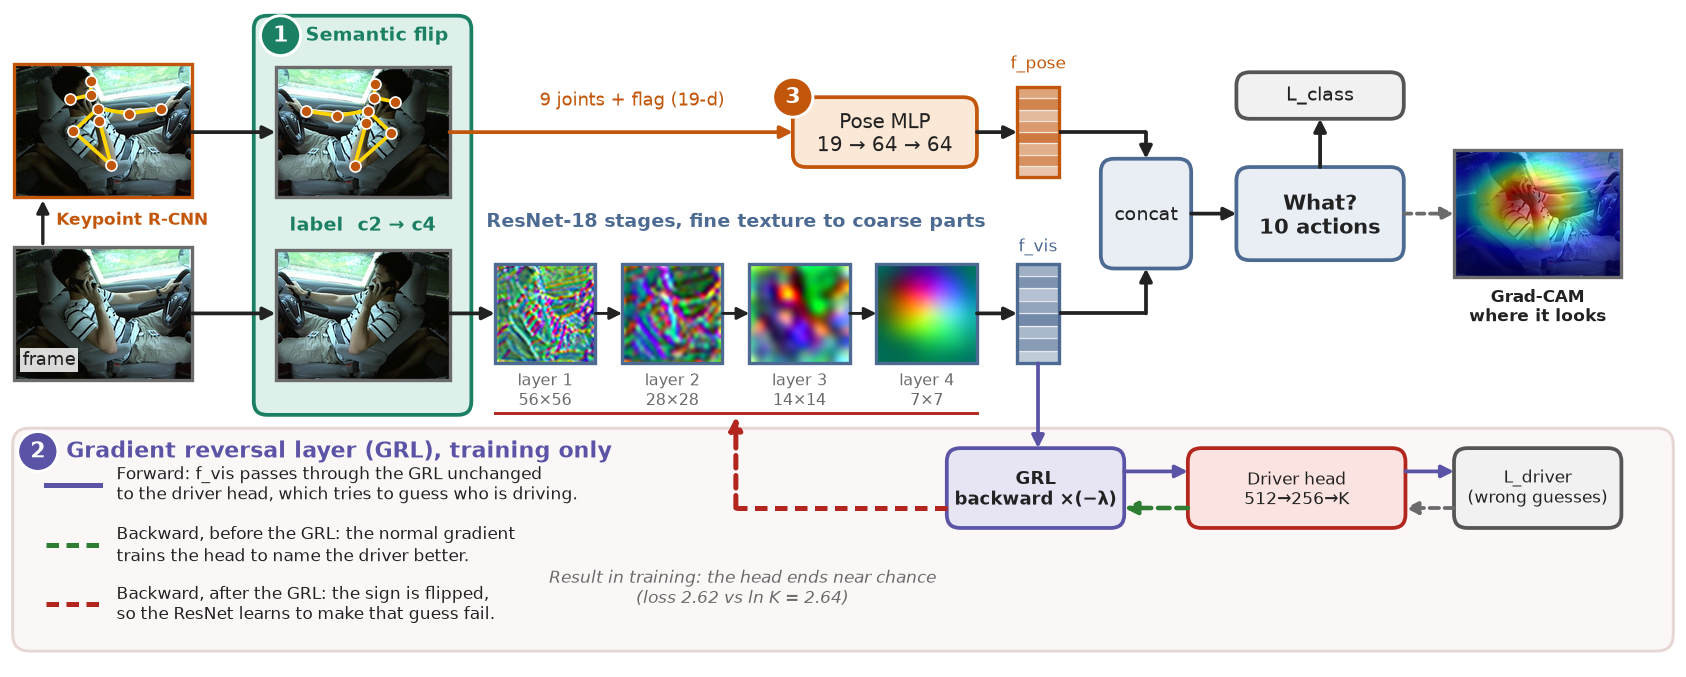 1 Semantic flip
Keypoint R-CNN
frame
label c2 → c4
9 joints + flag (19-d)
3
Pose MLP
19 → 64 → 64
f_pose
ResNet-18 stages, fine texture to coarse parts
layer 1
56×56
layer 2
28×28
layer 3
14×14
layer 4
7×7
f_vis
concat
L_class
What?
10 actions
Grad-CAM
where it looks
2 Gradient reversal layer (GRL), training only
Forward: f_vis passes through the GRL unchanged
to the driver head, which tries to guess who is driving.
Backward, before the GRL: the normal gradient
trains the head to name the driver better.
Backward, after the GRL: the sign is flipped,
so the ResNet learns to make that guess fail.
Result in training: the head ends near chance
(loss 2.62 vs ln K = 2.64)
GRL
backward ×(−λ)
Driver head
512→256→K
L_driver
(wrong guesses)